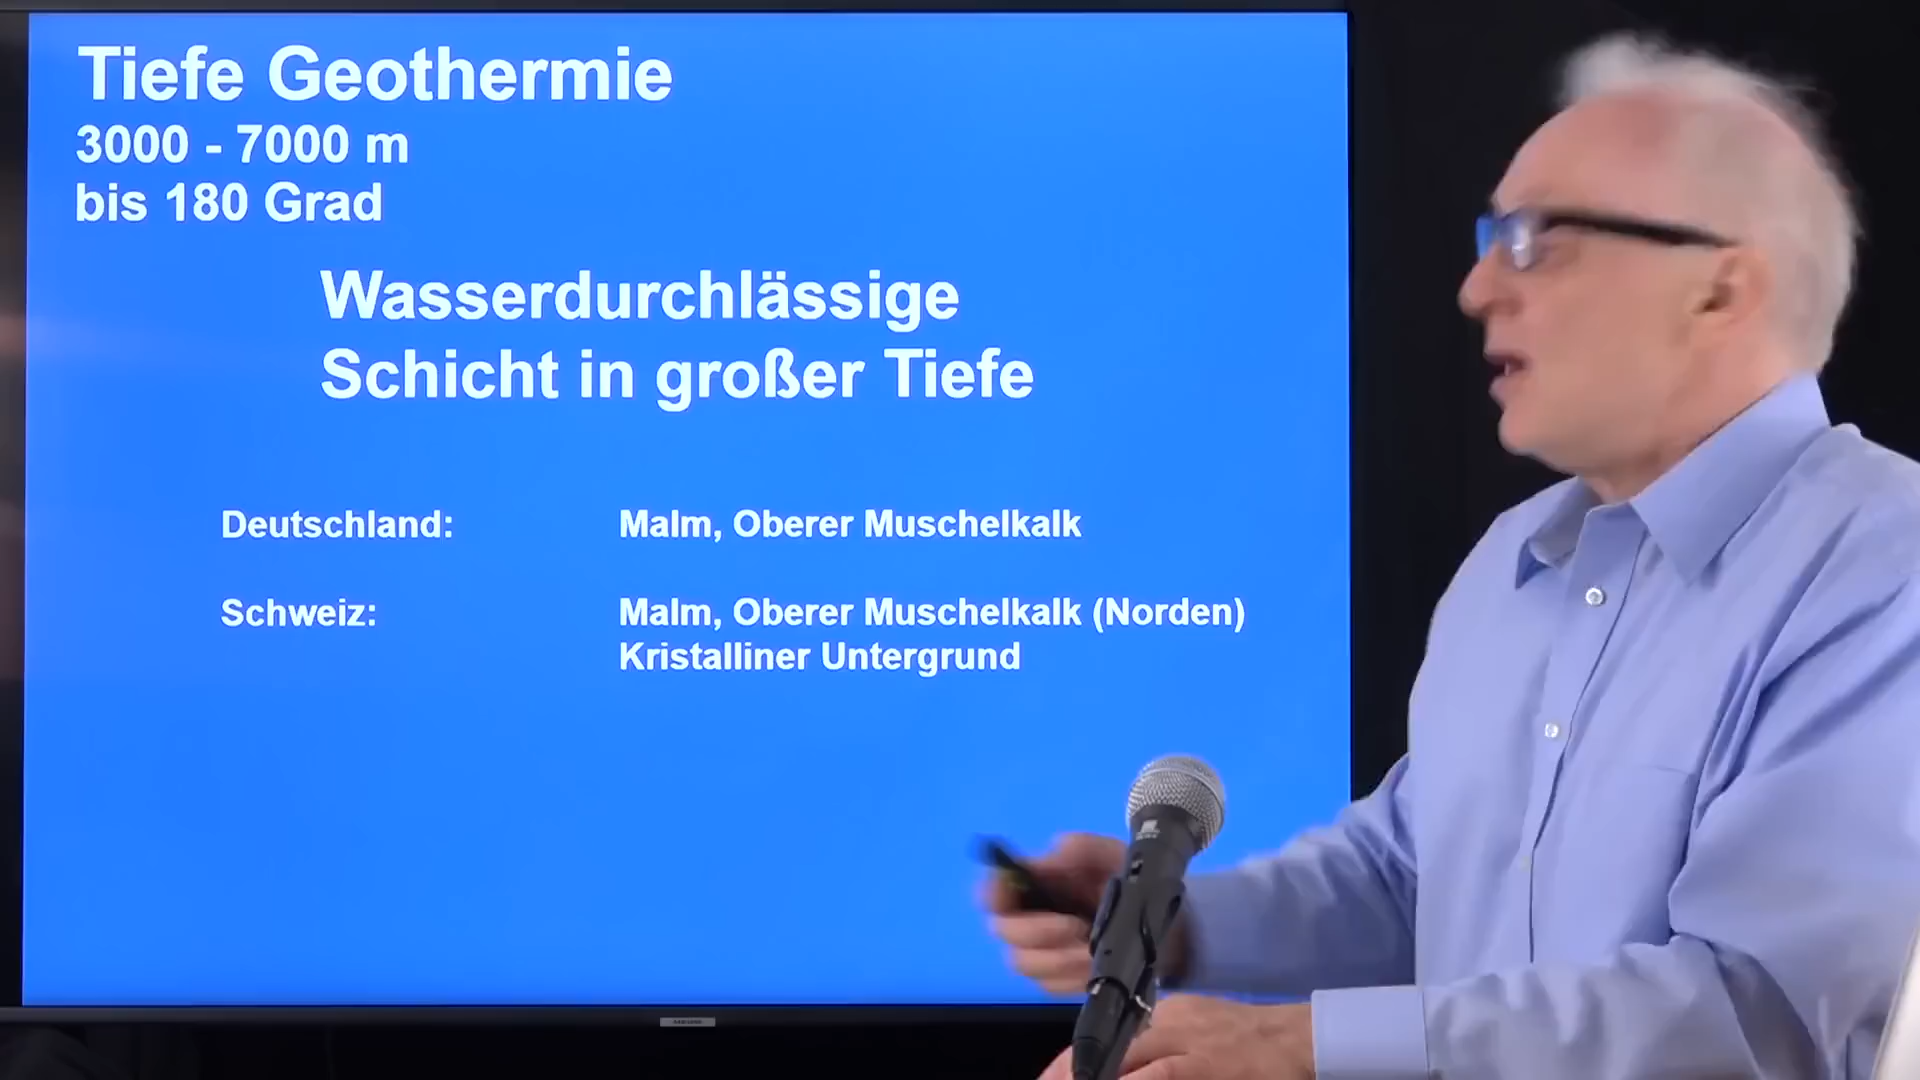 Tiefe Geothermie
3000 - 7000 m
bis 180 Grad
Wasserdurchlässige
Schicht in großer Tiefe
Deutschland: Malm, Oberer Muschelkalk
Schweiz: Malm, Oberer Muschelkalk (Norden)
Kristalliner Untergrund